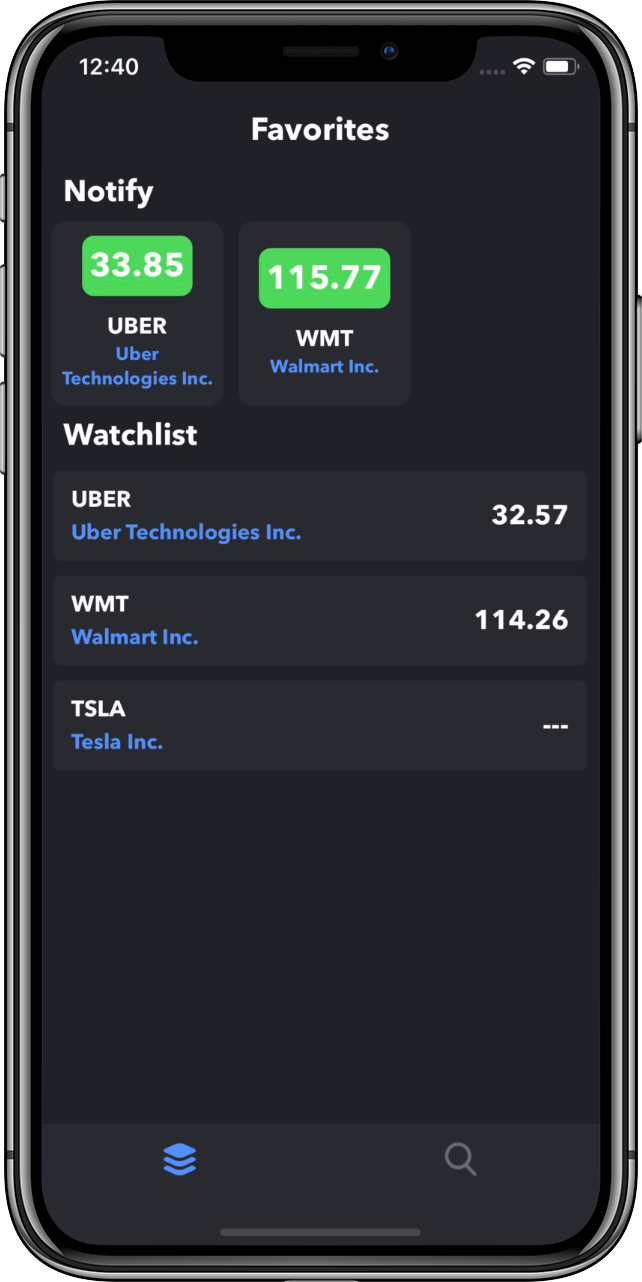 12:40
Favorites
Notify
33.85
UBER
Uber
Technologies Inc.
115.77
WMT
Walmart Inc.
Watchlist
UBER
Uber Technologies Inc.
32.57
WMT
Walmart Inc.
114.26
TSLA
Tesla Inc.
---